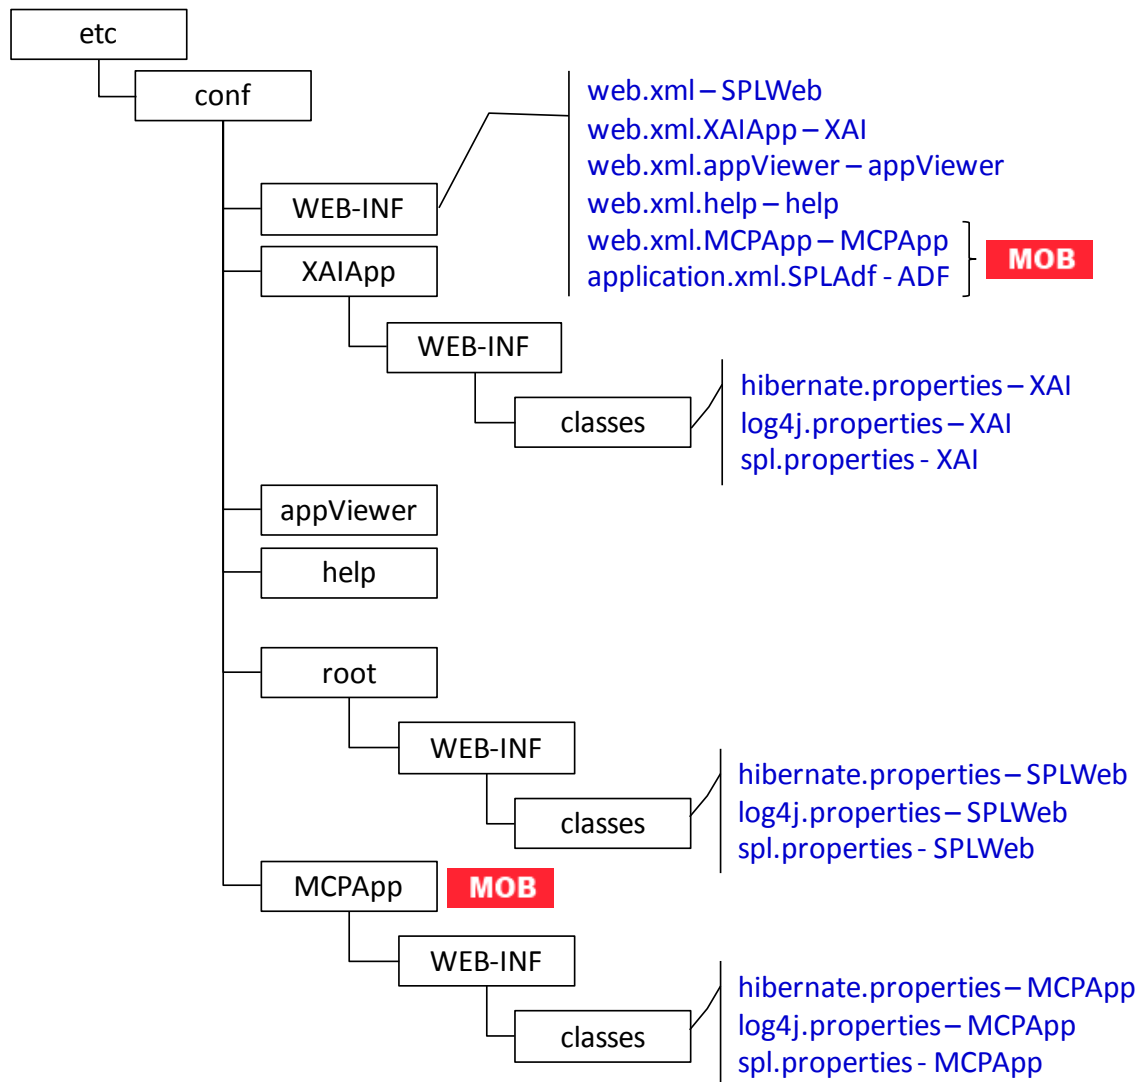 etc
conf
WEB-INF
web.xml – SPLWeb
web.xml.XAIApp – XAI
web.xml.appViewer – appViewer
web.xml.help – help
web.xml.MCPApp – MCPApp
application.xml.SPLAdf - ADF
MOB
XAIApp
WEB-INF
classes
hibernate.properties – XAI
log4j.properties – XAI
spl.properties - XAI
appViewer
help
root
WEB-INF
classes
hibernate.properties – SPLWeb
log4j.properties – SPLWeb
spl.properties - SPLWeb
MCPApp
MOB
WEB-INF
classes
hibernate.properties – MCPApp
log4j.properties – MCPApp
spl.properties - MCPApp